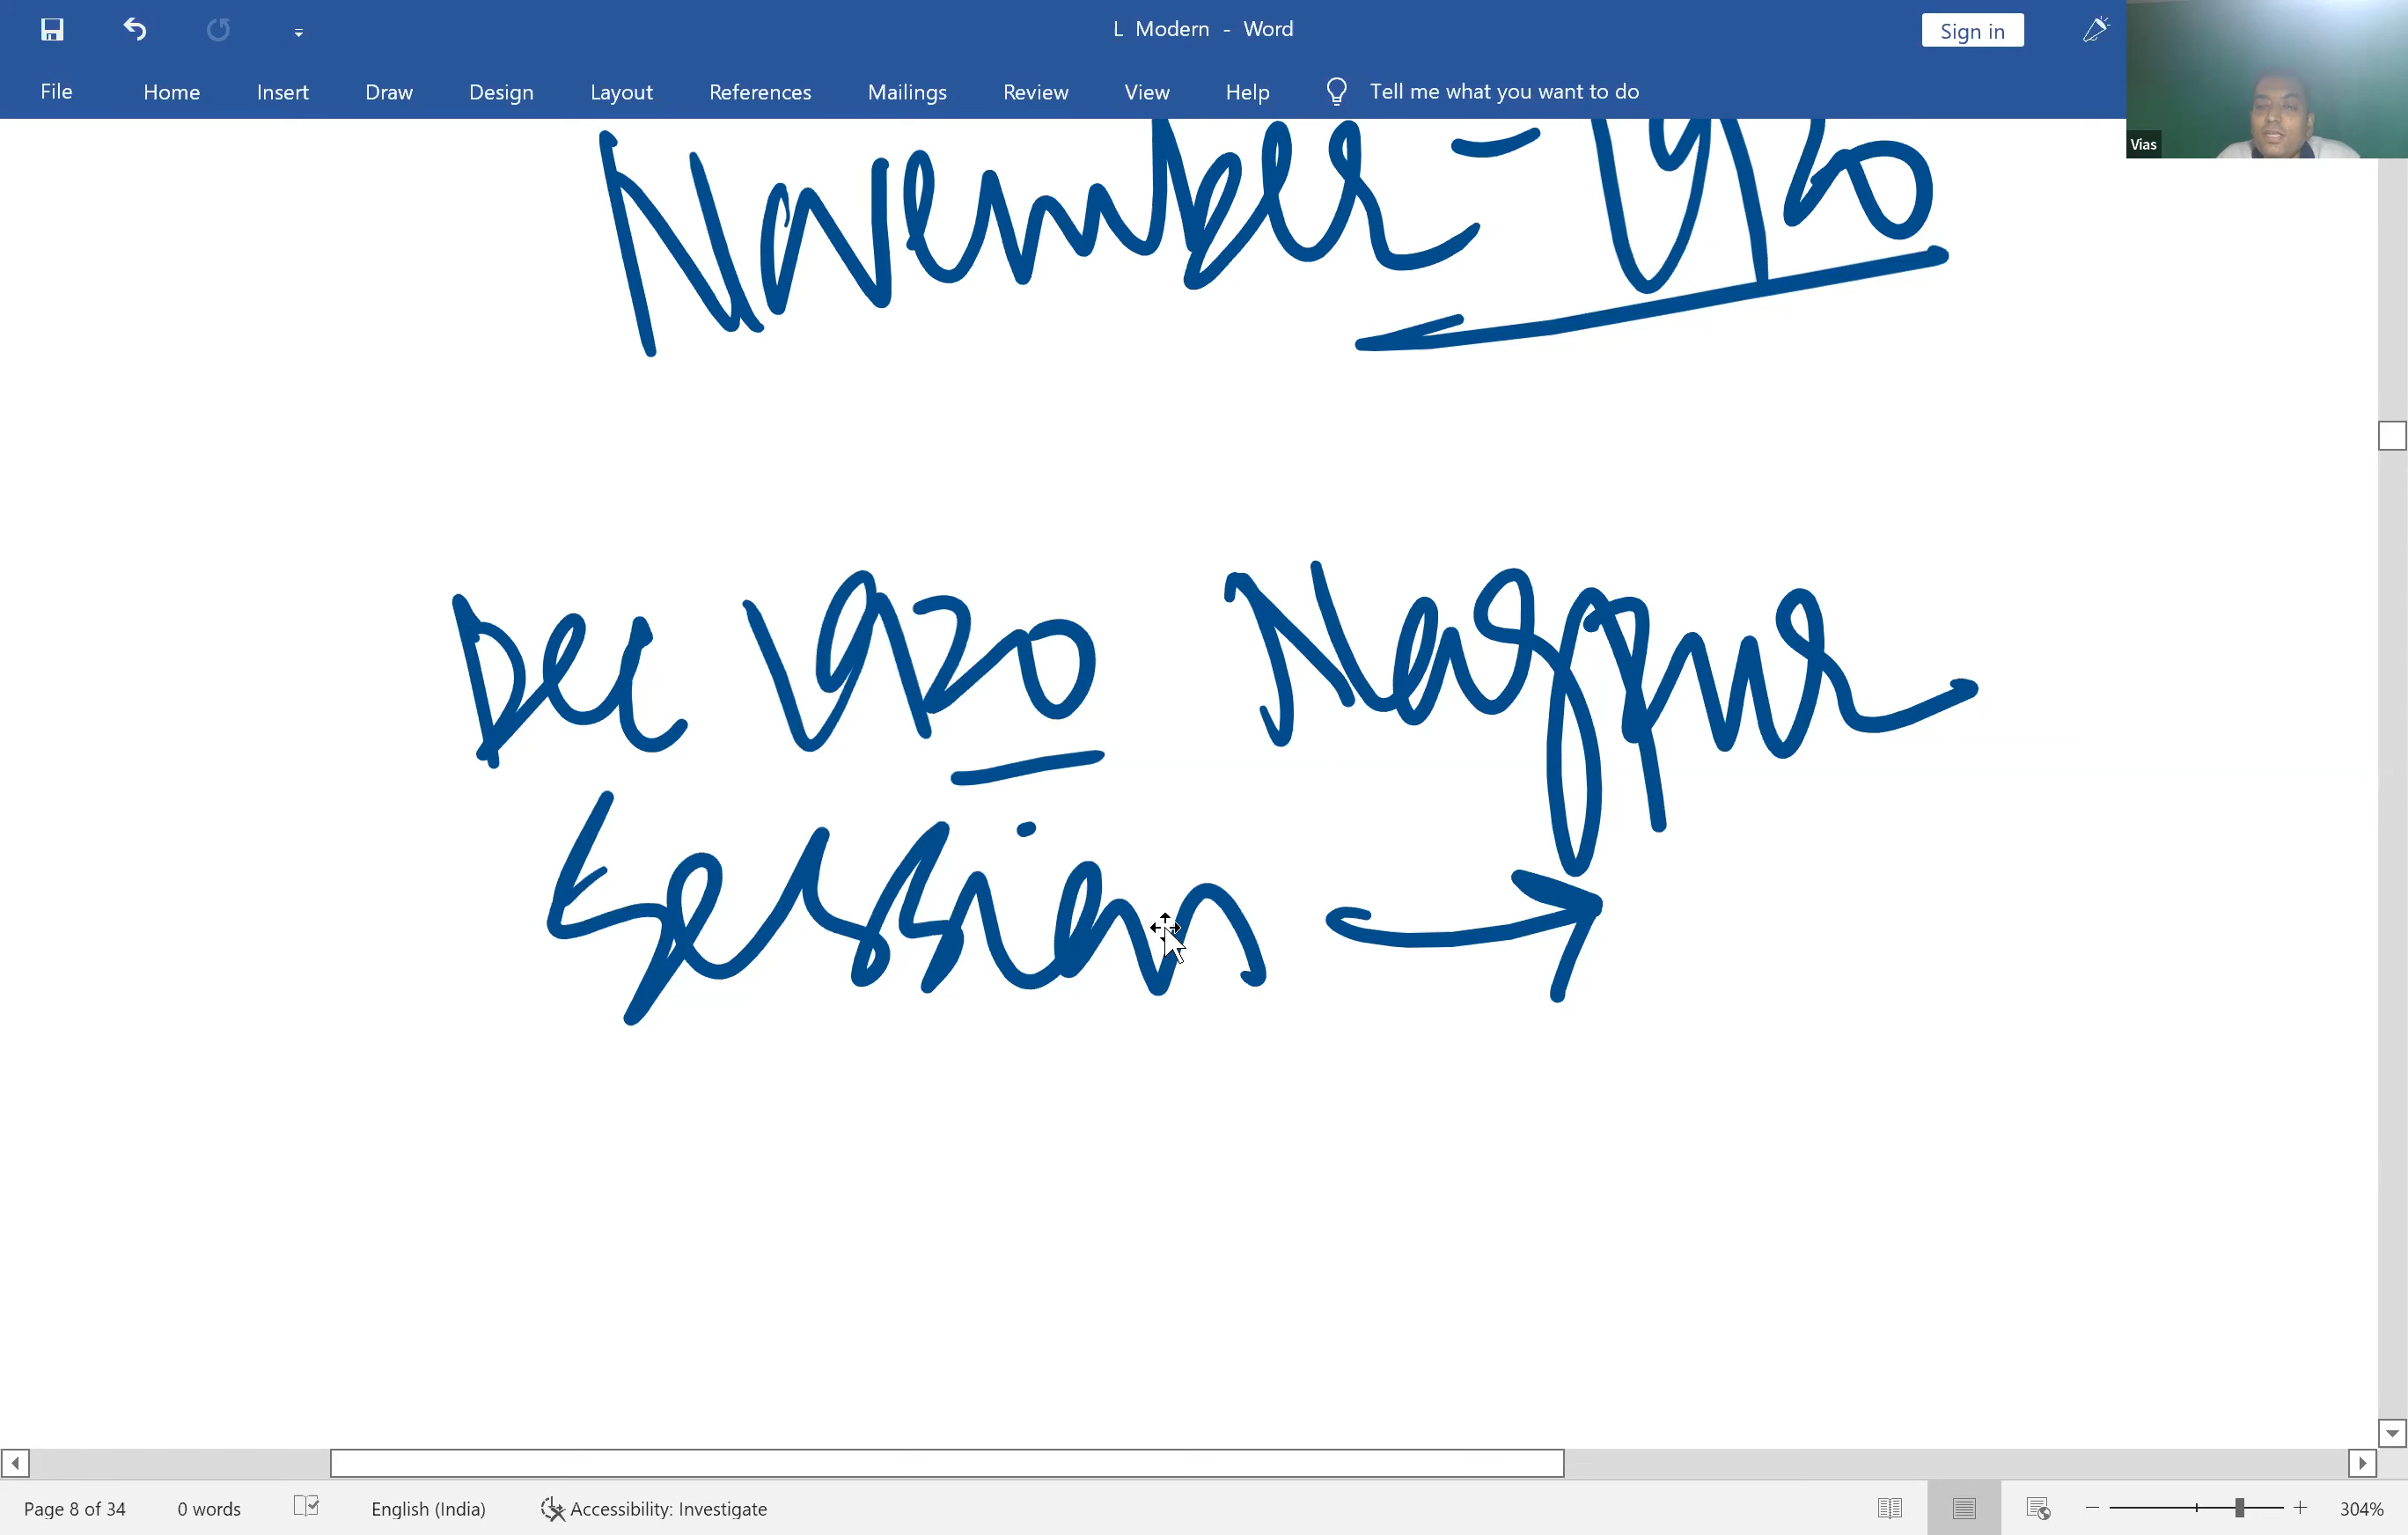 L Modern - Word
Sign in
File Home Insert Draw Design Layout References Mailings Review View Help Tell me what you want to do
Vias
November - 1920
Dec 1920 Nagpur
Session →
Page 8 of 34 0 words English (India) Accessibility: Investigate 304%